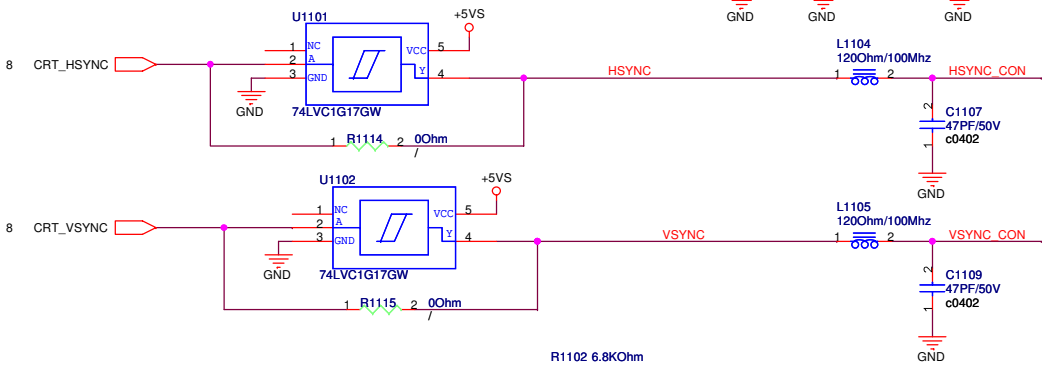 GND GND GND
U1101
+5VS
8 CRT_HSYNC
1 NC VCC 5
2 A
3 GND Y 4
GND
74LVC1G17GW
HSYNC
L1104
120Ohm/100Mhz
1 2
HSYNC_CON
1 R1114 2 0Ohm
/
2
C1107
47PF/50V
c0402
1
GND
U1102
+5VS
8 CRT_VSYNC
1 NC VCC 5
2 A
3 GND Y 4
GND
74LVC1G17GW
VSYNC
L1105
120Ohm/100Mhz
1 2
VSYNC_CON
1 R1115 2 0Ohm
/
2
C1109
47PF/50V
c0402
1
GND
R1102 6.8KOhm